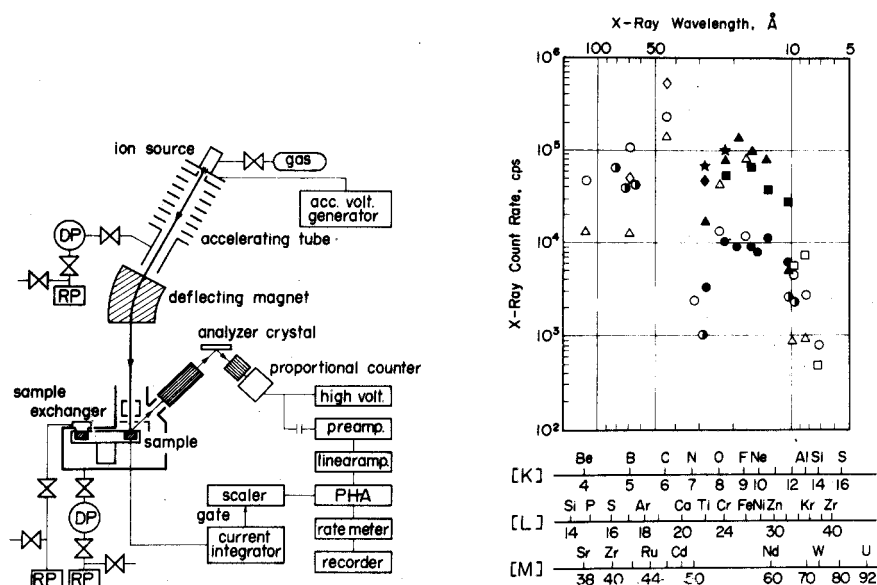 ion source
gas
acc. volt. generator
DP
accelerating tube
RP
deflecting magnet
analyzer crystal
proportional counter
high volt.
sample exchanger
sample
preamp.
linearamp.
scaler
PHA
gate
current integrator
rate meter
recorder
DP
RP
RP
X-Ray Wavelength, Å
100 50 10 5
X-Ray Count Rate, cps
10⁶
10⁵
10⁴
10³
10²
[K]
Be B C N O F Ne Al Si S
4 5 6 7 8 9 10 12 14 16
[L]
Si P S Ar Ca Ti Cr Fe Ni Zn Kr Zr
14 16 18 20 24 30 40
[M]
Sr Zr Ru Cd Nd W U
38 40 44 50 60 70 80 92